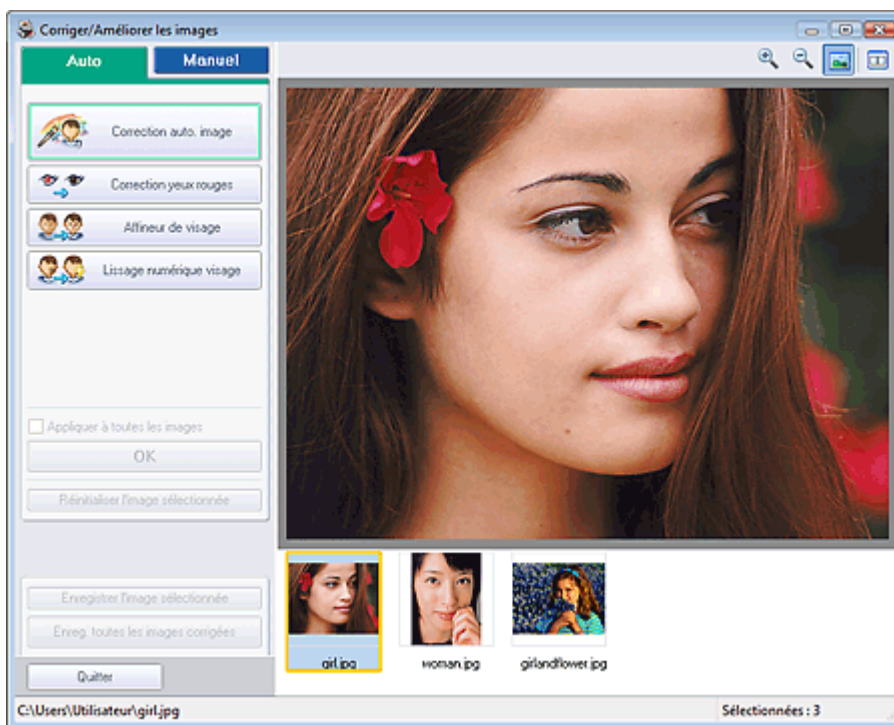 Corriger/Améliorer les images
Auto
Manuel
Correction auto. image
Correction yeux rouges
Affineur de visage
Lissage numérique visage
Appliquer à toutes les images
OK
Réinitialiser l'image sélectionnée
Enregistrer l'image sélectionnée
Enreg. toutes les images corrigées
Quitter
girl.jpg
woman.jpg
girlandflower.jpg
C:\Users\Utilisateur\girl.jpg
Sélectionnées : 3